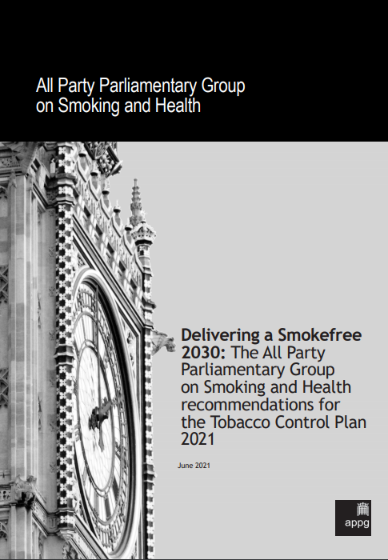 All Party Parliamentary Group
on Smoking and Health
Delivering a Smokefree
2030: The All Party
Parliamentary Group
on Smoking and Health
recommendations for
the Tobacco Control Plan
2021
June 2021
appg